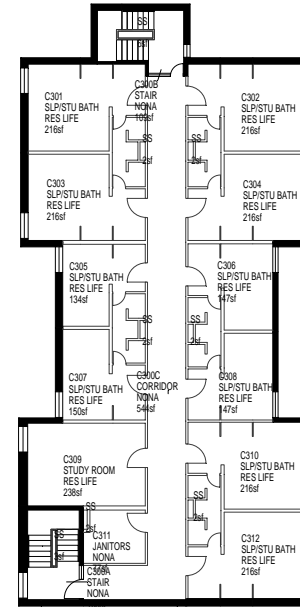 SS
C300B
STAIR
NONA
109sf
C301
SLP/STU BATH
RES LIFE
216sf
C302
SLP/STU BATH
RES LIFE
216sf
SS
2sf
SS
2sf
C303
SLP/STU BATH
RES LIFE
216sf
C304
SLP/STU BATH
RES LIFE
216sf
C305
SLP/STU BATH
RES LIFE
134sf
C306
SLP/STU BATH
RES LIFE
147sf
SS
2sf
SS
2sf
C307
SLP/STU BATH
RES LIFE
150sf
C300C
CORRIDOR
NONA
544sf
C308
SLP/STU BATH
RES LIFE
147sf
C309
STUDY ROOM
RES LIFE
238sf
C310
SLP/STU BATH
RES LIFE
216sf
SS
2sf
SS
2sf
SS
C311
JANITORS
NONA
C300A
STAIR
NONA
C312
SLP/STU BATH
RES LIFE
216sf